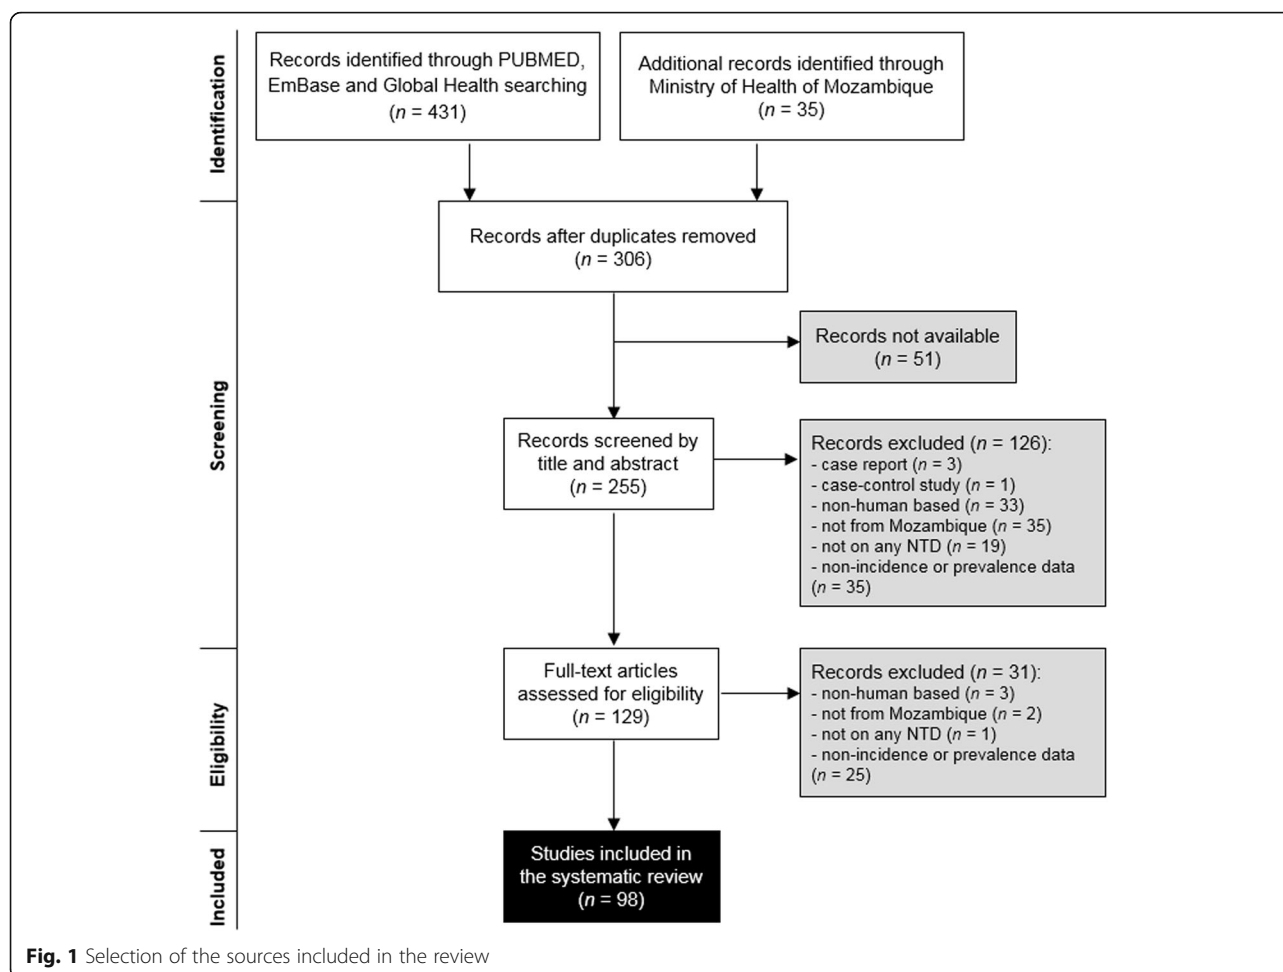 Identification
Records identified through PUBMED,
EmBase and Global Health searching
(n = 431)
Additional records identified through
Ministry of Health of Mozambique
(n = 35)
Screening
Records after duplicates removed
(n = 306)
Records not available
(n = 51)
Records screened by
title and abstract
(n = 255)
Records excluded (n = 126):
- case report (n = 3)
- case-control study (n = 1)
- non-human based (n = 33)
- not from Mozambique (n = 35)
- not on any NTD (n = 19)
- non-incidence or prevalence data
(n = 35)
Eligibility
Full-text articles
assessed for eligibility
(n = 129)
Records excluded (n = 31):
- non-human based (n = 3)
- not from Mozambique (n = 2)
- not on any NTD (n = 1)
- non-incidence or prevalence data
(n = 25)
Included
Studies included in
the systematic review
(n = 98)
Fig. 1 Selection of the sources included in the review